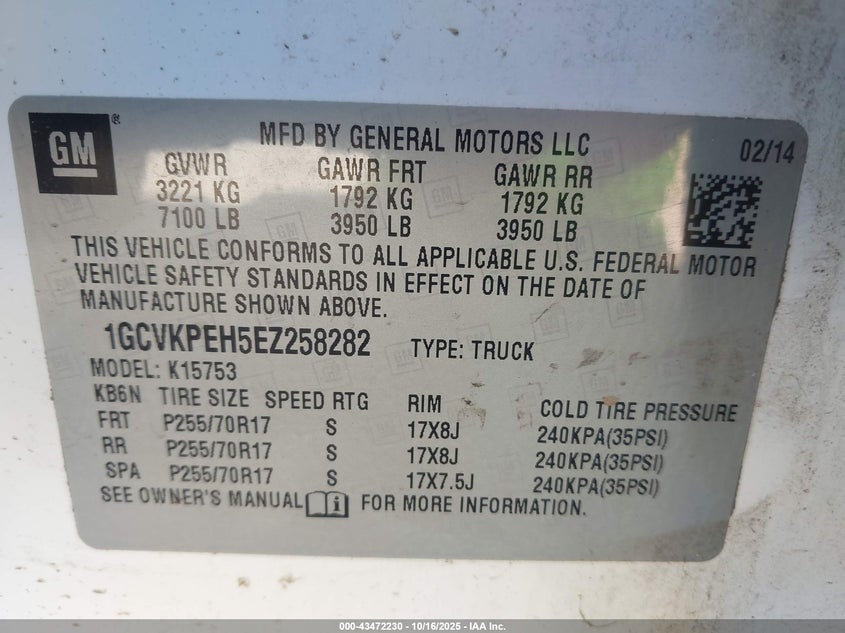 GM
®
MFD BY GENERAL MOTORS LLC
02/14
GVWR GAWR FRT GAWR RR
3221 KG 1792 KG 1792 KG
7100 LB 3950 LB 3950 LB
THIS VEHICLE CONFORMS TO ALL APPLICABLE U.S. FEDERAL MOTOR
VEHICLE SAFETY STANDARDS IN EFFECT ON THE DATE OF
MANUFACTURE SHOWN ABOVE.
1GCVKPEH5EZ258282 TYPE: TRUCK
MODEL: K15753
KB6N TIRE SIZE SPEED RTG RIM COLD TIRE PRESSURE
FRT P255/70R17 S 17X8J 240KPA(35PSI)
RR P255/70R17 S 17X8J 240KPA(35PSI)
SPA P255/70R17 S 17X7.5J 240KPA(35PSI)
SEE OWNER'S MANUAL i FOR MORE INFORMATION.
000-43472230 - 10/16/2025 - IAA Inc.